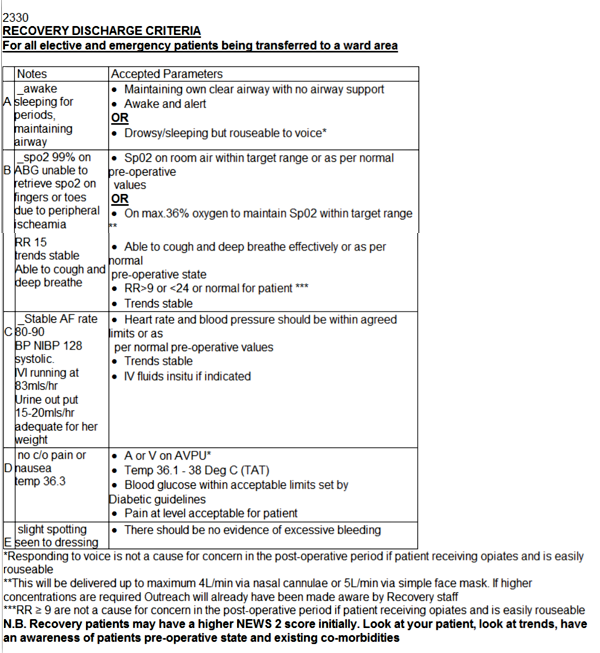 2330
RECOVERY DISCHARGE CRITERIA
For all elective and emergency patients being transferred to a ward area
Notes
Accepted Parameters
A
_awake
sleeping for
periods,
maintaining
airway
• Maintaining own clear airway with no airway support
• Awake and alert
OR
• Drowsy/sleeping but rouseable to voice*
B
_spo2 99% on
ABG unable to
retrieve spo2 on
fingers or toes
due to peripheral
ischeamia
• Sp02 on room air within target range or as per normal
pre-operative
values
OR
• On max.36% oxygen to maintain Sp02 within target range
**
RR 15
trends stable
Able to cough and
deep breathe
• Able to cough and deep breathe effectively or as per
normal
pre-operative state
• RR>9 or <24 or normal for patient ***
• Trends stable
C
_Stable AF rate
80-90
BP NIBP 128
systolic.
IVI running at
83mls/hr
Urine out put
15-20mls/hr
adequate for her
weight
• Heart rate and blood pressure should be within agreed
limits or as
per normal pre-operative values
• Trends stable
• IV fluids insitu if indicated
D
no c/o pain or
nausea
temp 36.3
• A or V on AVPU*
• Temp 36.1 - 38 Deg C (TAT)
• Blood glucose within acceptable limits set by
Diabetic guidelines
• Pain at level acceptable for patient
E
slight spotting
seen to dressing
• There should be no evidence of excessive bleeding
*Responding to voice is not a cause for concern in the post-operative period if patient receiving opiates and is easily
rouseable
**This will be delivered up to maximum 4L/min via nasal cannulae or 5L/min via simple face mask. If higher
concentrations are required Outreach will already have been made aware by Recovery staff
***RR ≥ 9 are not a cause for concern in the post-operative period if patient receiving opiates and is easily rouseable
N.B. Recovery patients may have a higher NEWS 2 score initially. Look at your patient, look at trends, have
an awareness of patients pre-operative state and existing co-morbidities